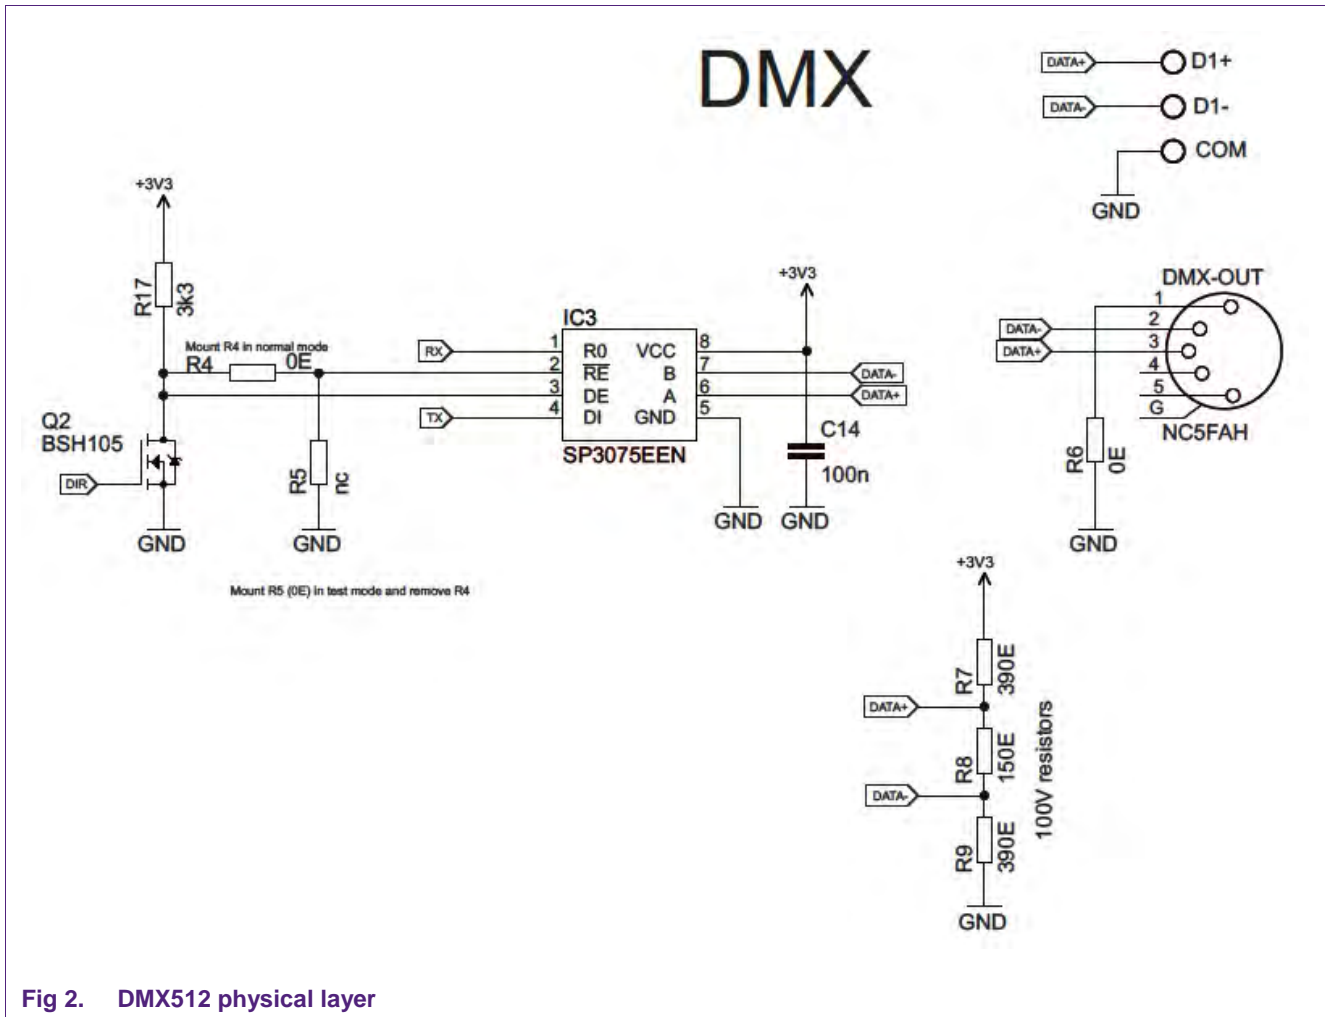 DMX
DATA+
D1+
DATA-
D1-
COM
GND
+3V3
R17
3k3
Mount R4 in normal mode
R4
0E
Q2
BSH105
DIR
GND
R5
nc
GND
Mount R5 (0E) in test mode and remove R4
IC3
RX
1
R0
VCC
8
2
RE
B
7
DATA-
3
DE
A
6
DATA+
TX
4
DI
GND
5
SP3075EEN
+3V3
C14
100n
GND
GND
DMX-OUT
1
DATA-
2
DATA+
3
4
5
G
NC5FAH
R6
0E
GND
+3V3
R7
390E
DATA+
R8
150E
DATA-
R9
390E
100V resistors
GND
Fig 2. DMX512 physical layer